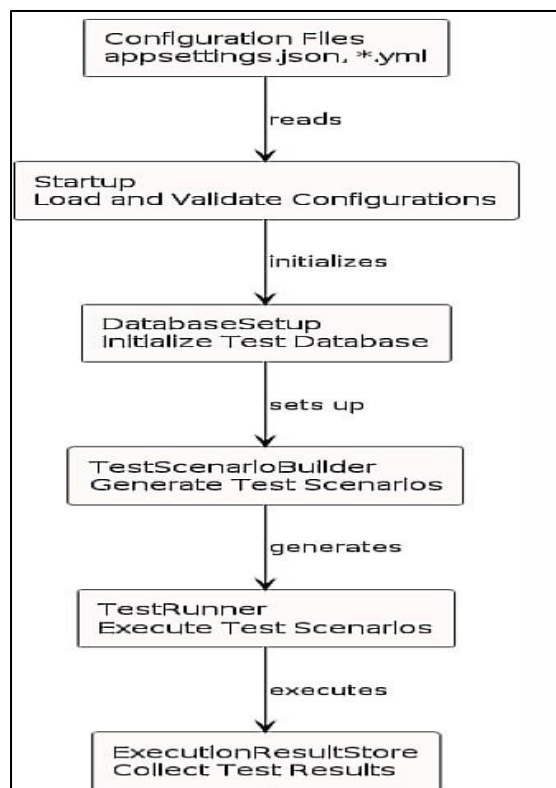 Configuration Files
appsettings.json, *.yml
reads
Startup
Load and Validate Configurations
initializes
DatabaseSetup
Initialize Test Database
sets up
TestScenarioBuilder
Generate Test Scenarios
generates
TestRunner
Execute Test Scenarios
executes
ExecutionResultStore
Collect Test Results